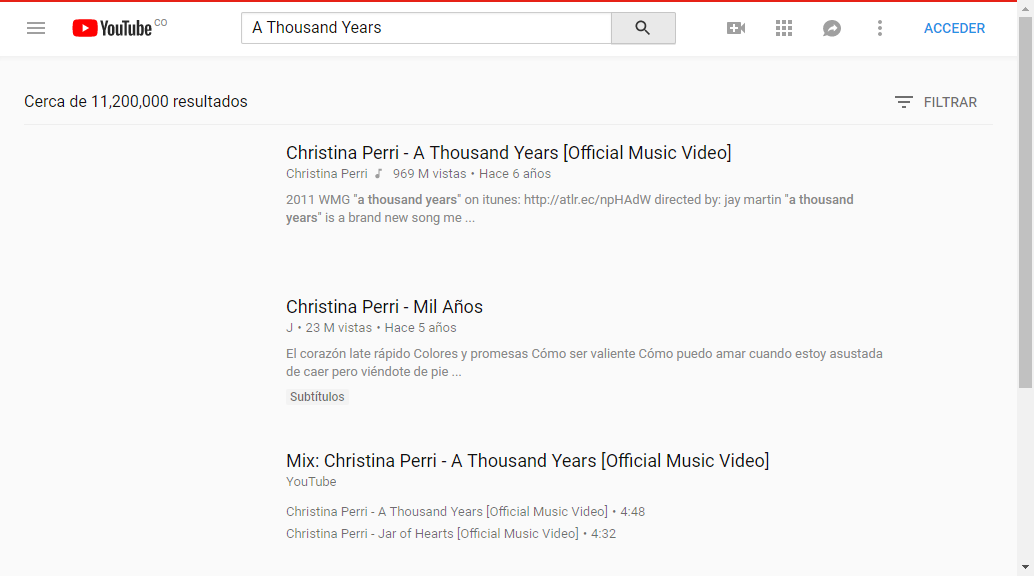 YouTube CO
A Thousand Years
ACCEDER
Cerca de 11,200,000 resultados
FILTRAR
Christina Perri - A Thousand Years [Official Music Video]
Christina Perri 969 M vistas • Hace 6 años
2011 WMG "a thousand years" on itunes: http://atlr.ec/npHAdW directed by: jay martin "a thousand
years" is a brand new song me ...
Christina Perri - Mil Años
J • 23 M vistas • Hace 5 años
El corazón late rápido Colores y promesas Cómo ser valiente Cómo puedo amar cuando estoy asustada
de caer pero viéndote de pie ...
Subtítulos
Mix: Christina Perri - A Thousand Years [Official Music Video]
YouTube
Christina Perri - A Thousand Years [Official Music Video] • 4:48
Christina Perri - Jar of Hearts [Official Music Video] • 4:32